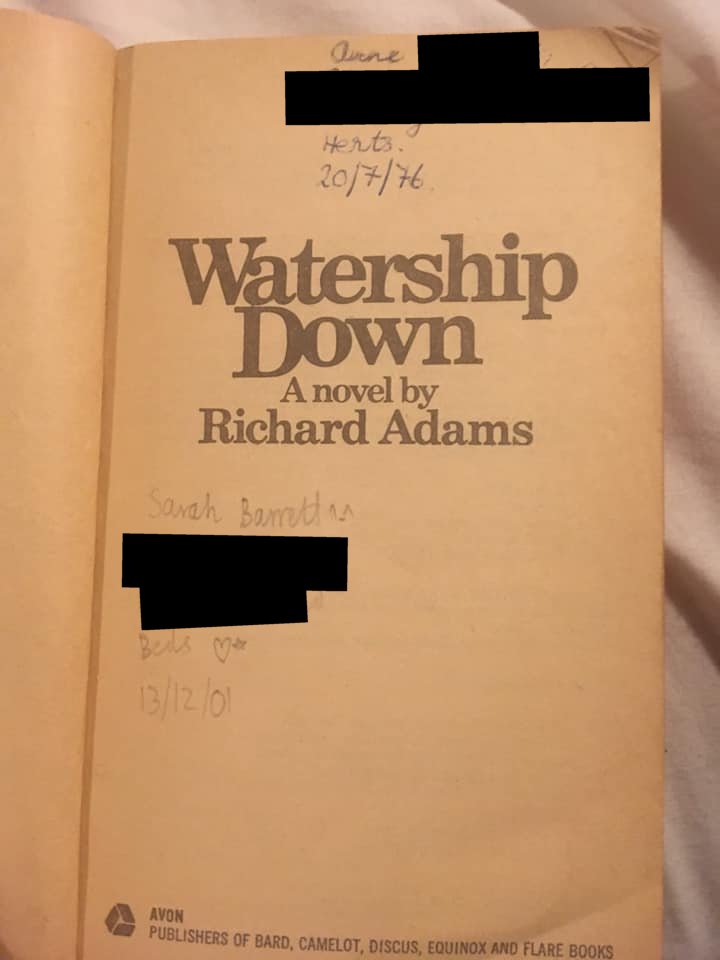 Anne
Herts.
20/7/76.
Watership
Down
A novel by
Richard Adams
Sarah Barrett
Beds
13/12/01
AVON
PUBLISHERS OF BARD, CAMELOT, DISCUS, EQUINOX AND FLARE BOOKS